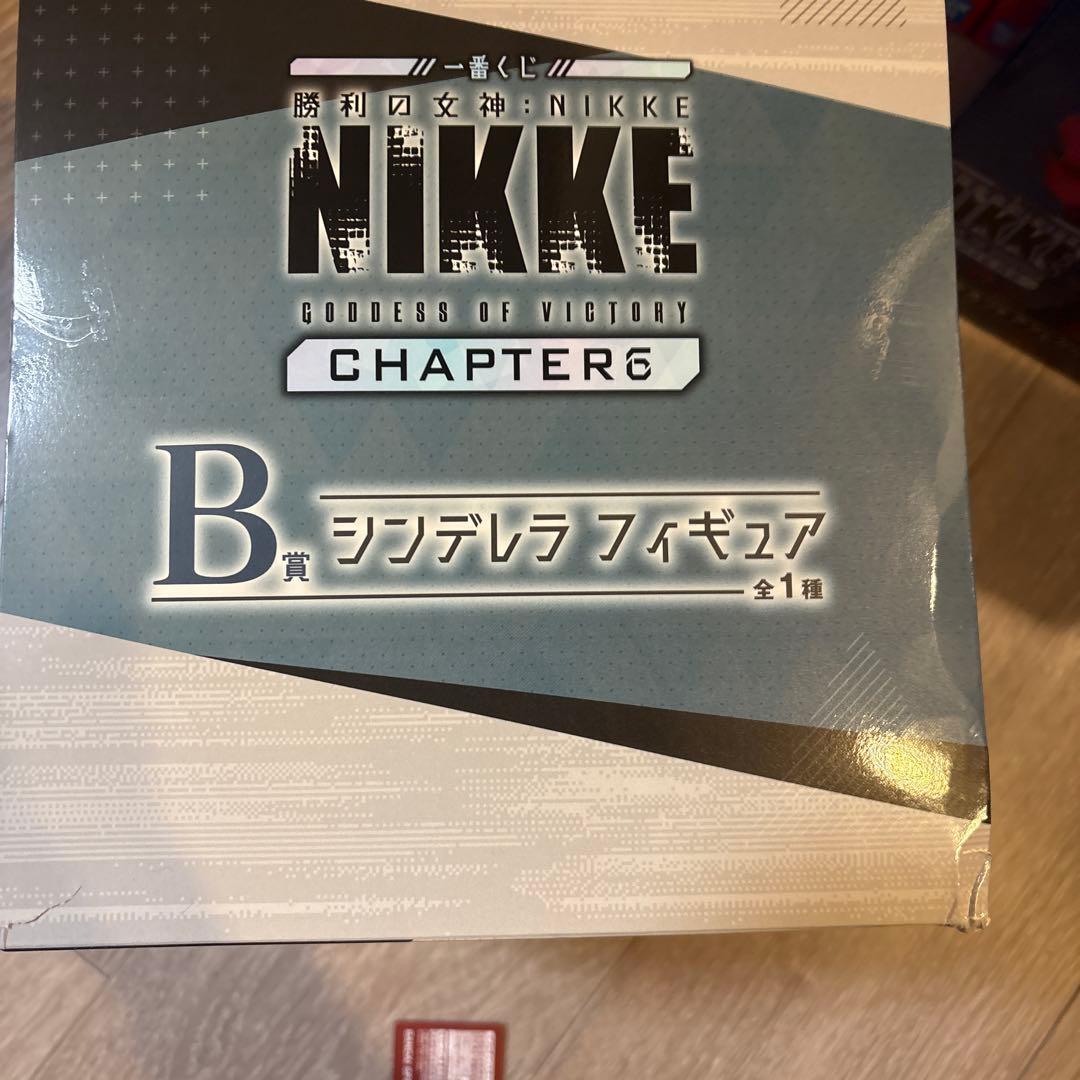 一番くじ
勝利の女神:NIKKE
NIKKE
GODDESS OF VICTORY
CHAPTER6
B賞 シンデレラ フィギュア
全1種